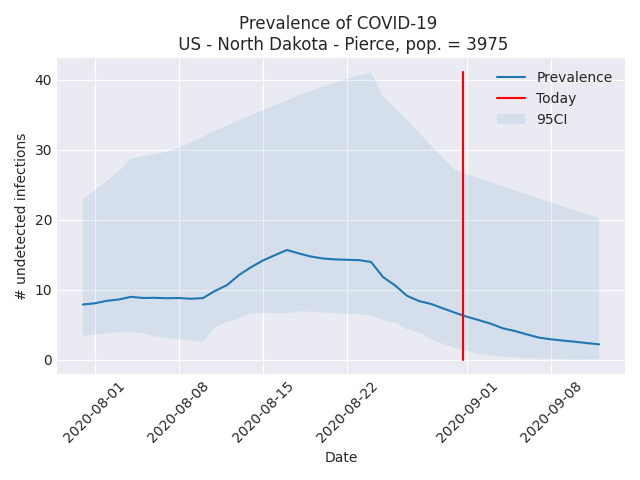 Prevalence of COVID-19
US - North Dakota - Pierce, pop. = 3975
Prevalence
Today
95CI
40
30
20
10
0
# undetected infections
2020-08-01
2020-08-08
2020-08-15
2020-08-22
2020-09-01
2020-09-08
Date